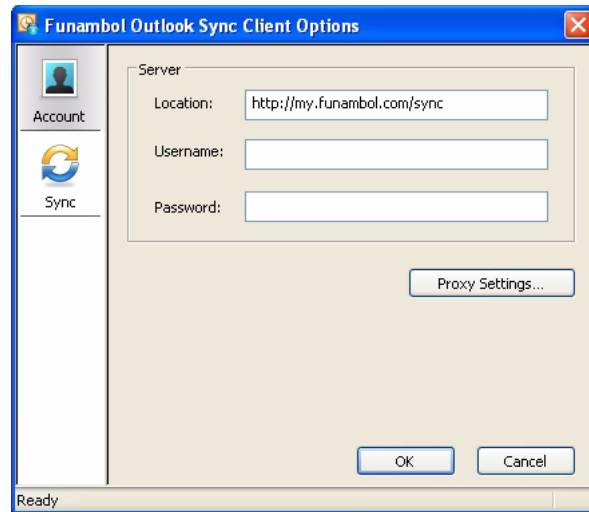 Funambol Outlook Sync Client Options
Account
Sync
Server
Location: http://my.funambol.com/sync
Username:
Password:
Proxy Settings...
OK Cancel
Ready